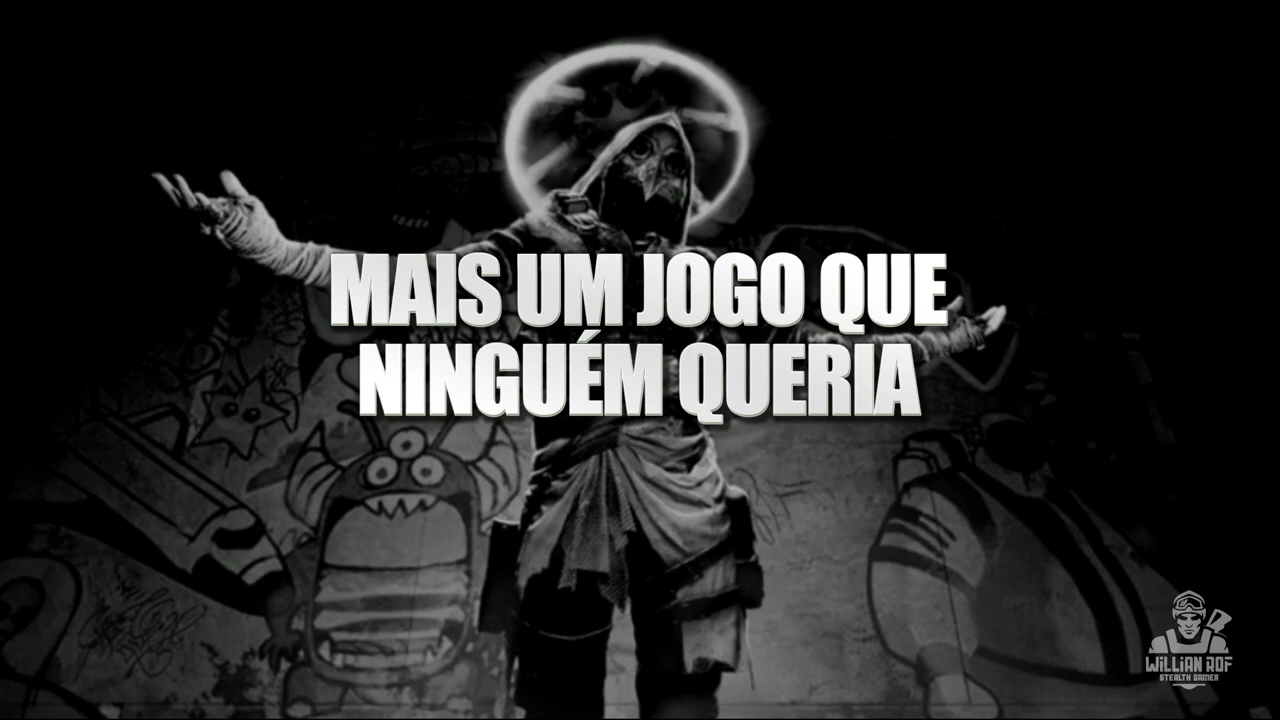 MAIS UM JOGO QUE
NINGUÉM QUERIA
WILLIAN ROF
STEALTH GAMER